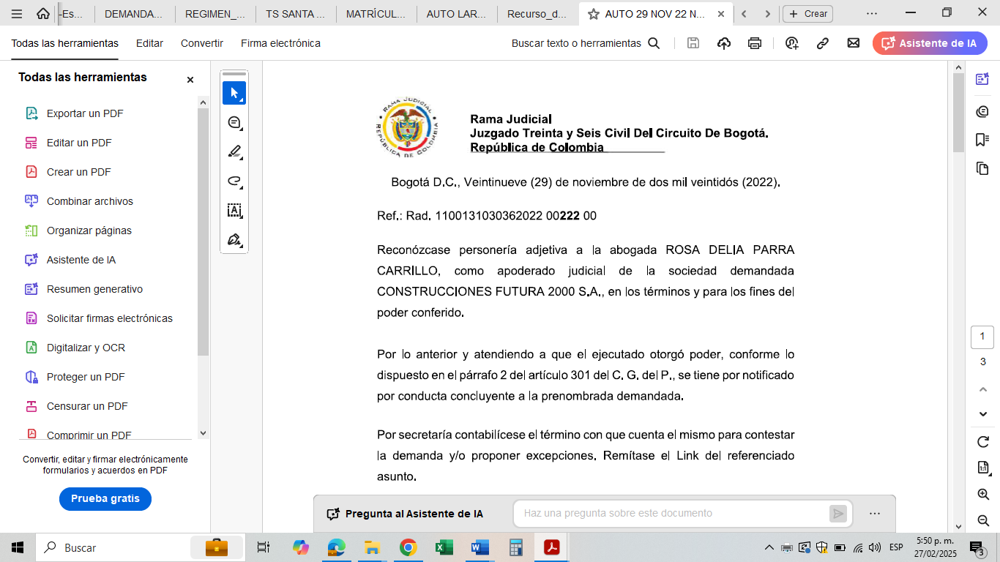 -Es...
DEMANDA...
REGIMEN_...
TS SANTA ...
MATRÍCUL...
AUTO LAR...
Recurso_d...
AUTO 29 NOV 22 N...
Crear
Todas las herramientas
Editar
Convertir
Firma electrónica
Buscar texto o herramientas
Asistente de IA
Todas las herramientas
Exportar un PDF
Editar un PDF
Crear un PDF
Combinar archivos
Organizar páginas
Asistente de IA
Resumen generativo
Solicitar firmas electrónicas
Digitalizar y OCR
Proteger un PDF
Censurar un PDF
Comprimir un PDF
Convertir, editar y firmar electrónicamente
formularios y acuerdos en PDF
Prueba gratis
RAMA JUDICIAL
REPÚBLICA DE COLOMBIA
Rama Judicial
Juzgado Treinta y Seis Civil Del Circuito De Bogotá.
República de Colombia
Bogotá D.C., Veintinueve (29) de noviembre de dos mil veintidós (2022).
Ref.: Rad. 1100131030362022 00222 00
Reconózcase personería adjetiva a la abogada ROSA DELIA PARRA
CARRILLO, como apoderado judicial de la sociedad demandada
CONSTRUCCIONES FUTURA 2000 S.A., en los términos y para los fines del
poder conferido.
Por lo anterior y atendiendo a que el ejecutado otorgó poder, conforme lo
dispuesto en el párrafo 2 del artículo 301 del C. G. del P., se tiene por notificado
por conducta concluyente a la prenombrada demandada.
Por secretaría contabilícese el término con que cuenta el mismo para contestar
la demanda y/o proponer excepciones. Remítase el Link del referenciado
asunto.
Pregunta al Asistente de IA
Haz una pregunta sobre este documento
1
3
1:1
Buscar
ESP
5:50 p. m.
27/02/2025
3